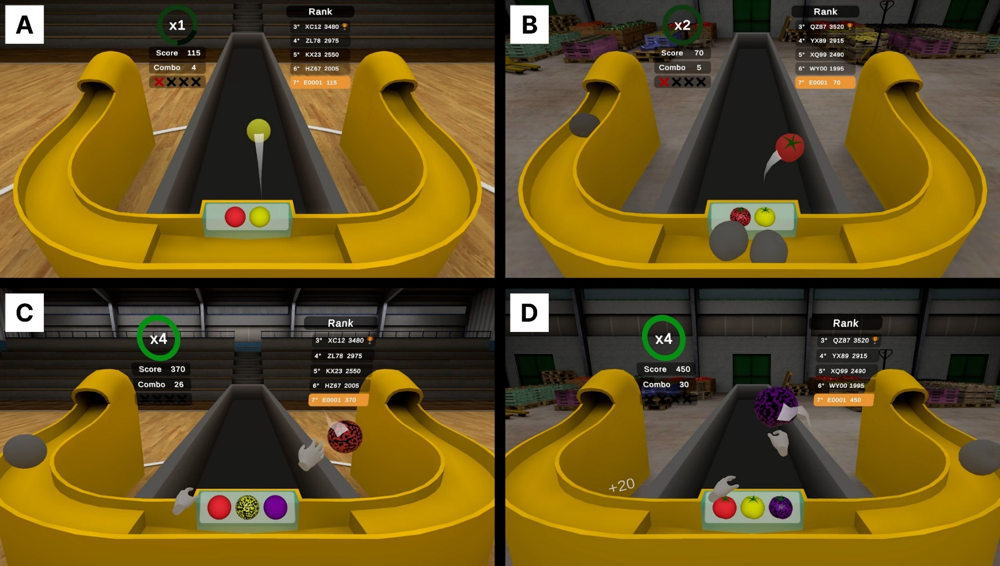 A
x1
Score 115
Combo 4
Rank
3° XC12 3480
4° ZL78 2975
5° KX23 2550
6° HZ67 2005
7° E0001 115
B
x2
Score 70
Combo 5
Rank
3° QZ87 3520
4° YX89 2915
5° XQ99 2490
6° WY00 1995
7° E0001 70
C
x4
Score 370
Combo 26
Rank
3° XC12 3480
4° ZL78 2975
5° KX23 2550
6° HZ67 2005
7° E0001 370
D
x4
Score 450
Combo 30
Rank
3° QZ87 3520
4° YX89 2915
5° XQ99 2490
6° WY00 1995
7° E0001 450
+20